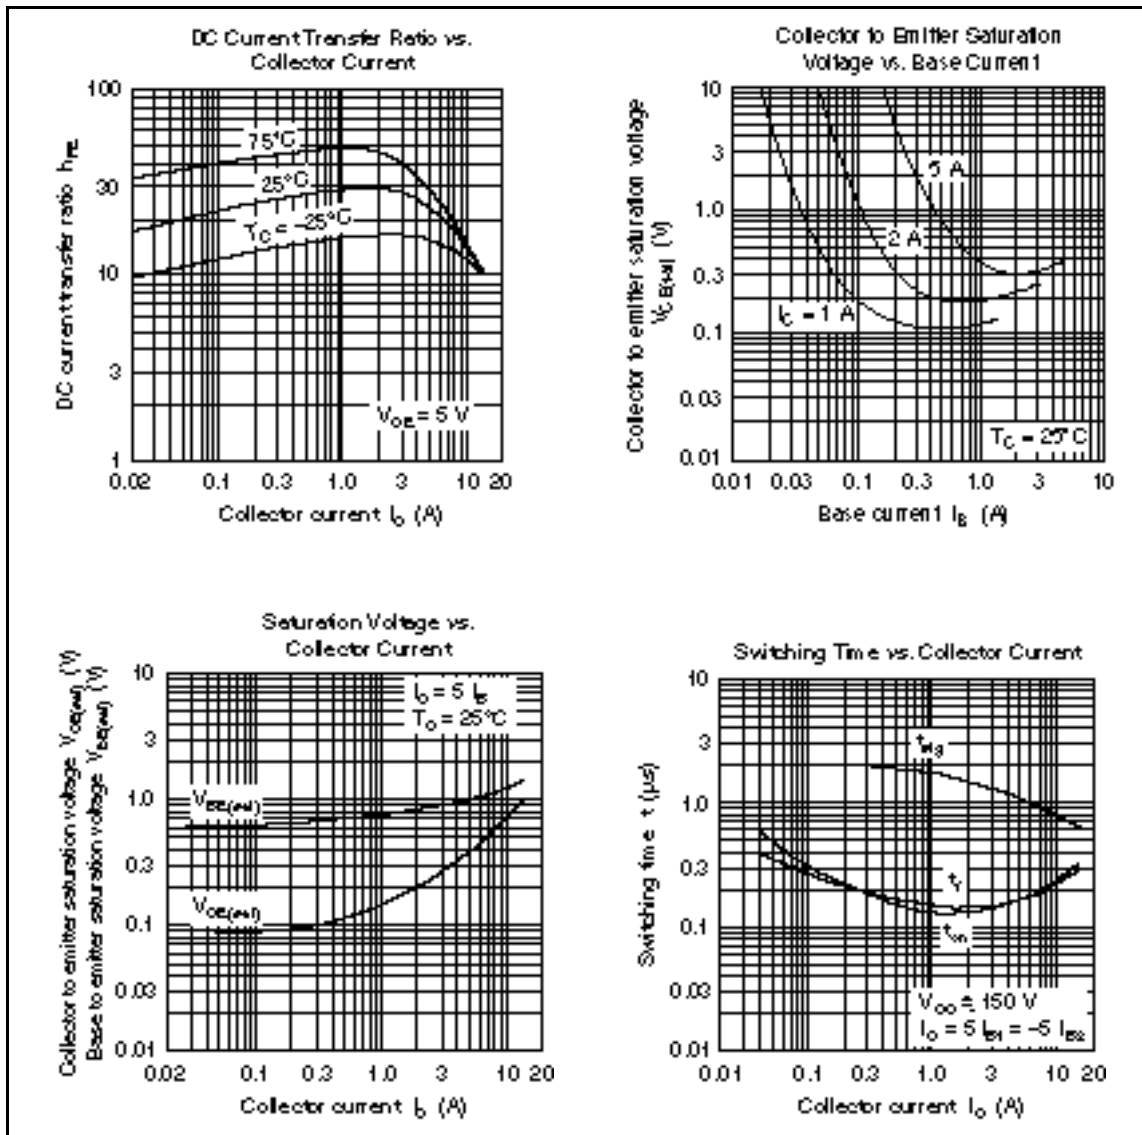 DC Current Transfer Ratio vs.
Collector Current
DC current transfer ratio hFE
100
30
10
3
1
75°C
25°C
TC = –25°C
VCE = 5 V
0.02 0.1 0.3 1.0 3 10 20
Collector current IC (A)
Collector to Emitter Saturation
Voltage vs. Base Current
Collector to emitter saturation voltage
VCE(sat) (V)
10
3
1.0
0.3
0.1
0.03
0.01
5 A
2 A
IC = 1 A
TC = 25°C
0.01 0.03 0.1 0.3 1.0 3 10
Base current IB (A)
Saturation Voltage vs.
Collector Current
Collector to emitter saturation voltage VCE(sat) (V)
Base to emitter saturation voltage VBE(sat) (V)
10
3
1.0
0.3
0.1
0.03
0.01
IC = 5 IB
TC = 25°C
VBE(sat)
VCE(sat)
0.02 0.1 0.3 1.0 3 10 20
Collector current IC (A)
Switching Time vs. Collector Current
Switching time t (µs)
10
3
1.0
0.3
0.1
0.03
0.01
tstg
tf
ton
VCC = 150 V
IC = 5 IB1 = –5 IB2
0.01 0.1 0.3 1.0 3 10 20
Collector current IC (A)